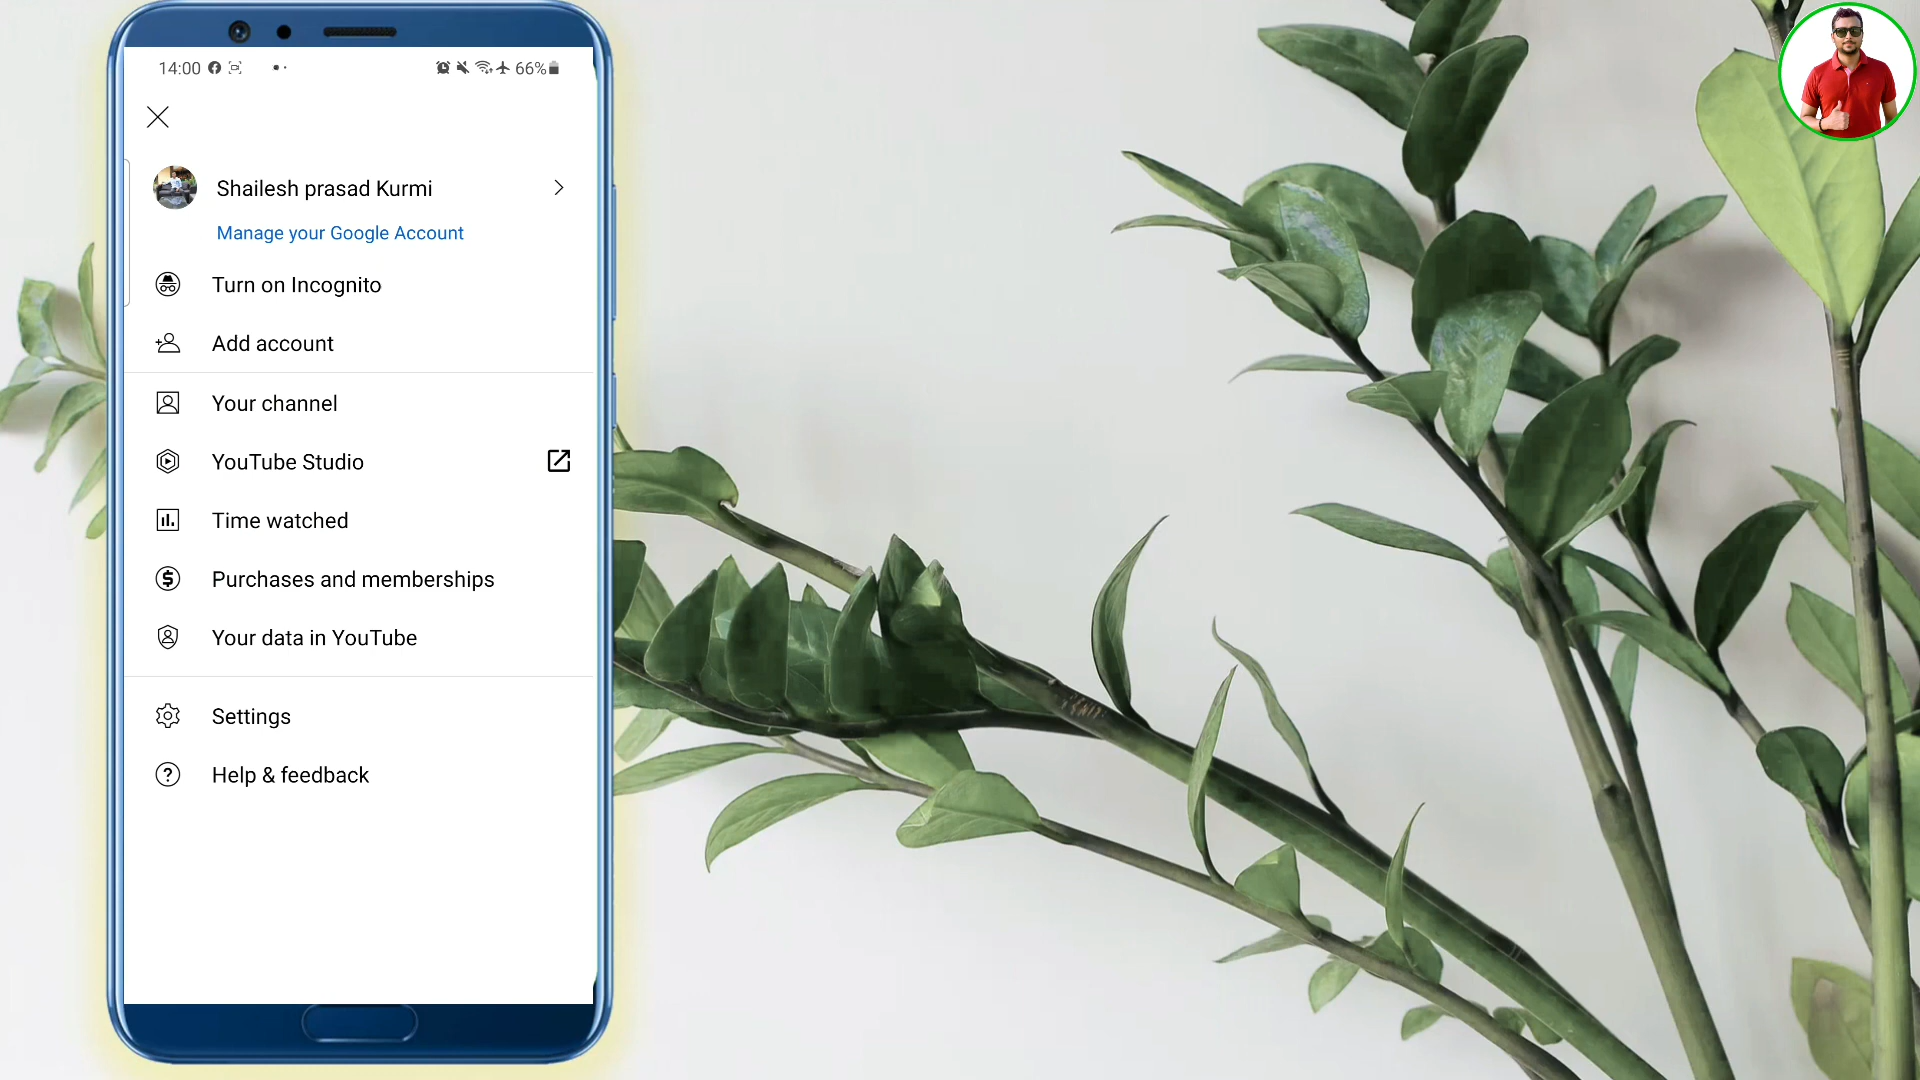 14:00
66%
Shailesh prasad Kurmi
Manage your Google Account
Turn on Incognito
Add account
Your channel
YouTube Studio
Time watched
Purchases and memberships
Your data in YouTube
Settings
Help & feedback